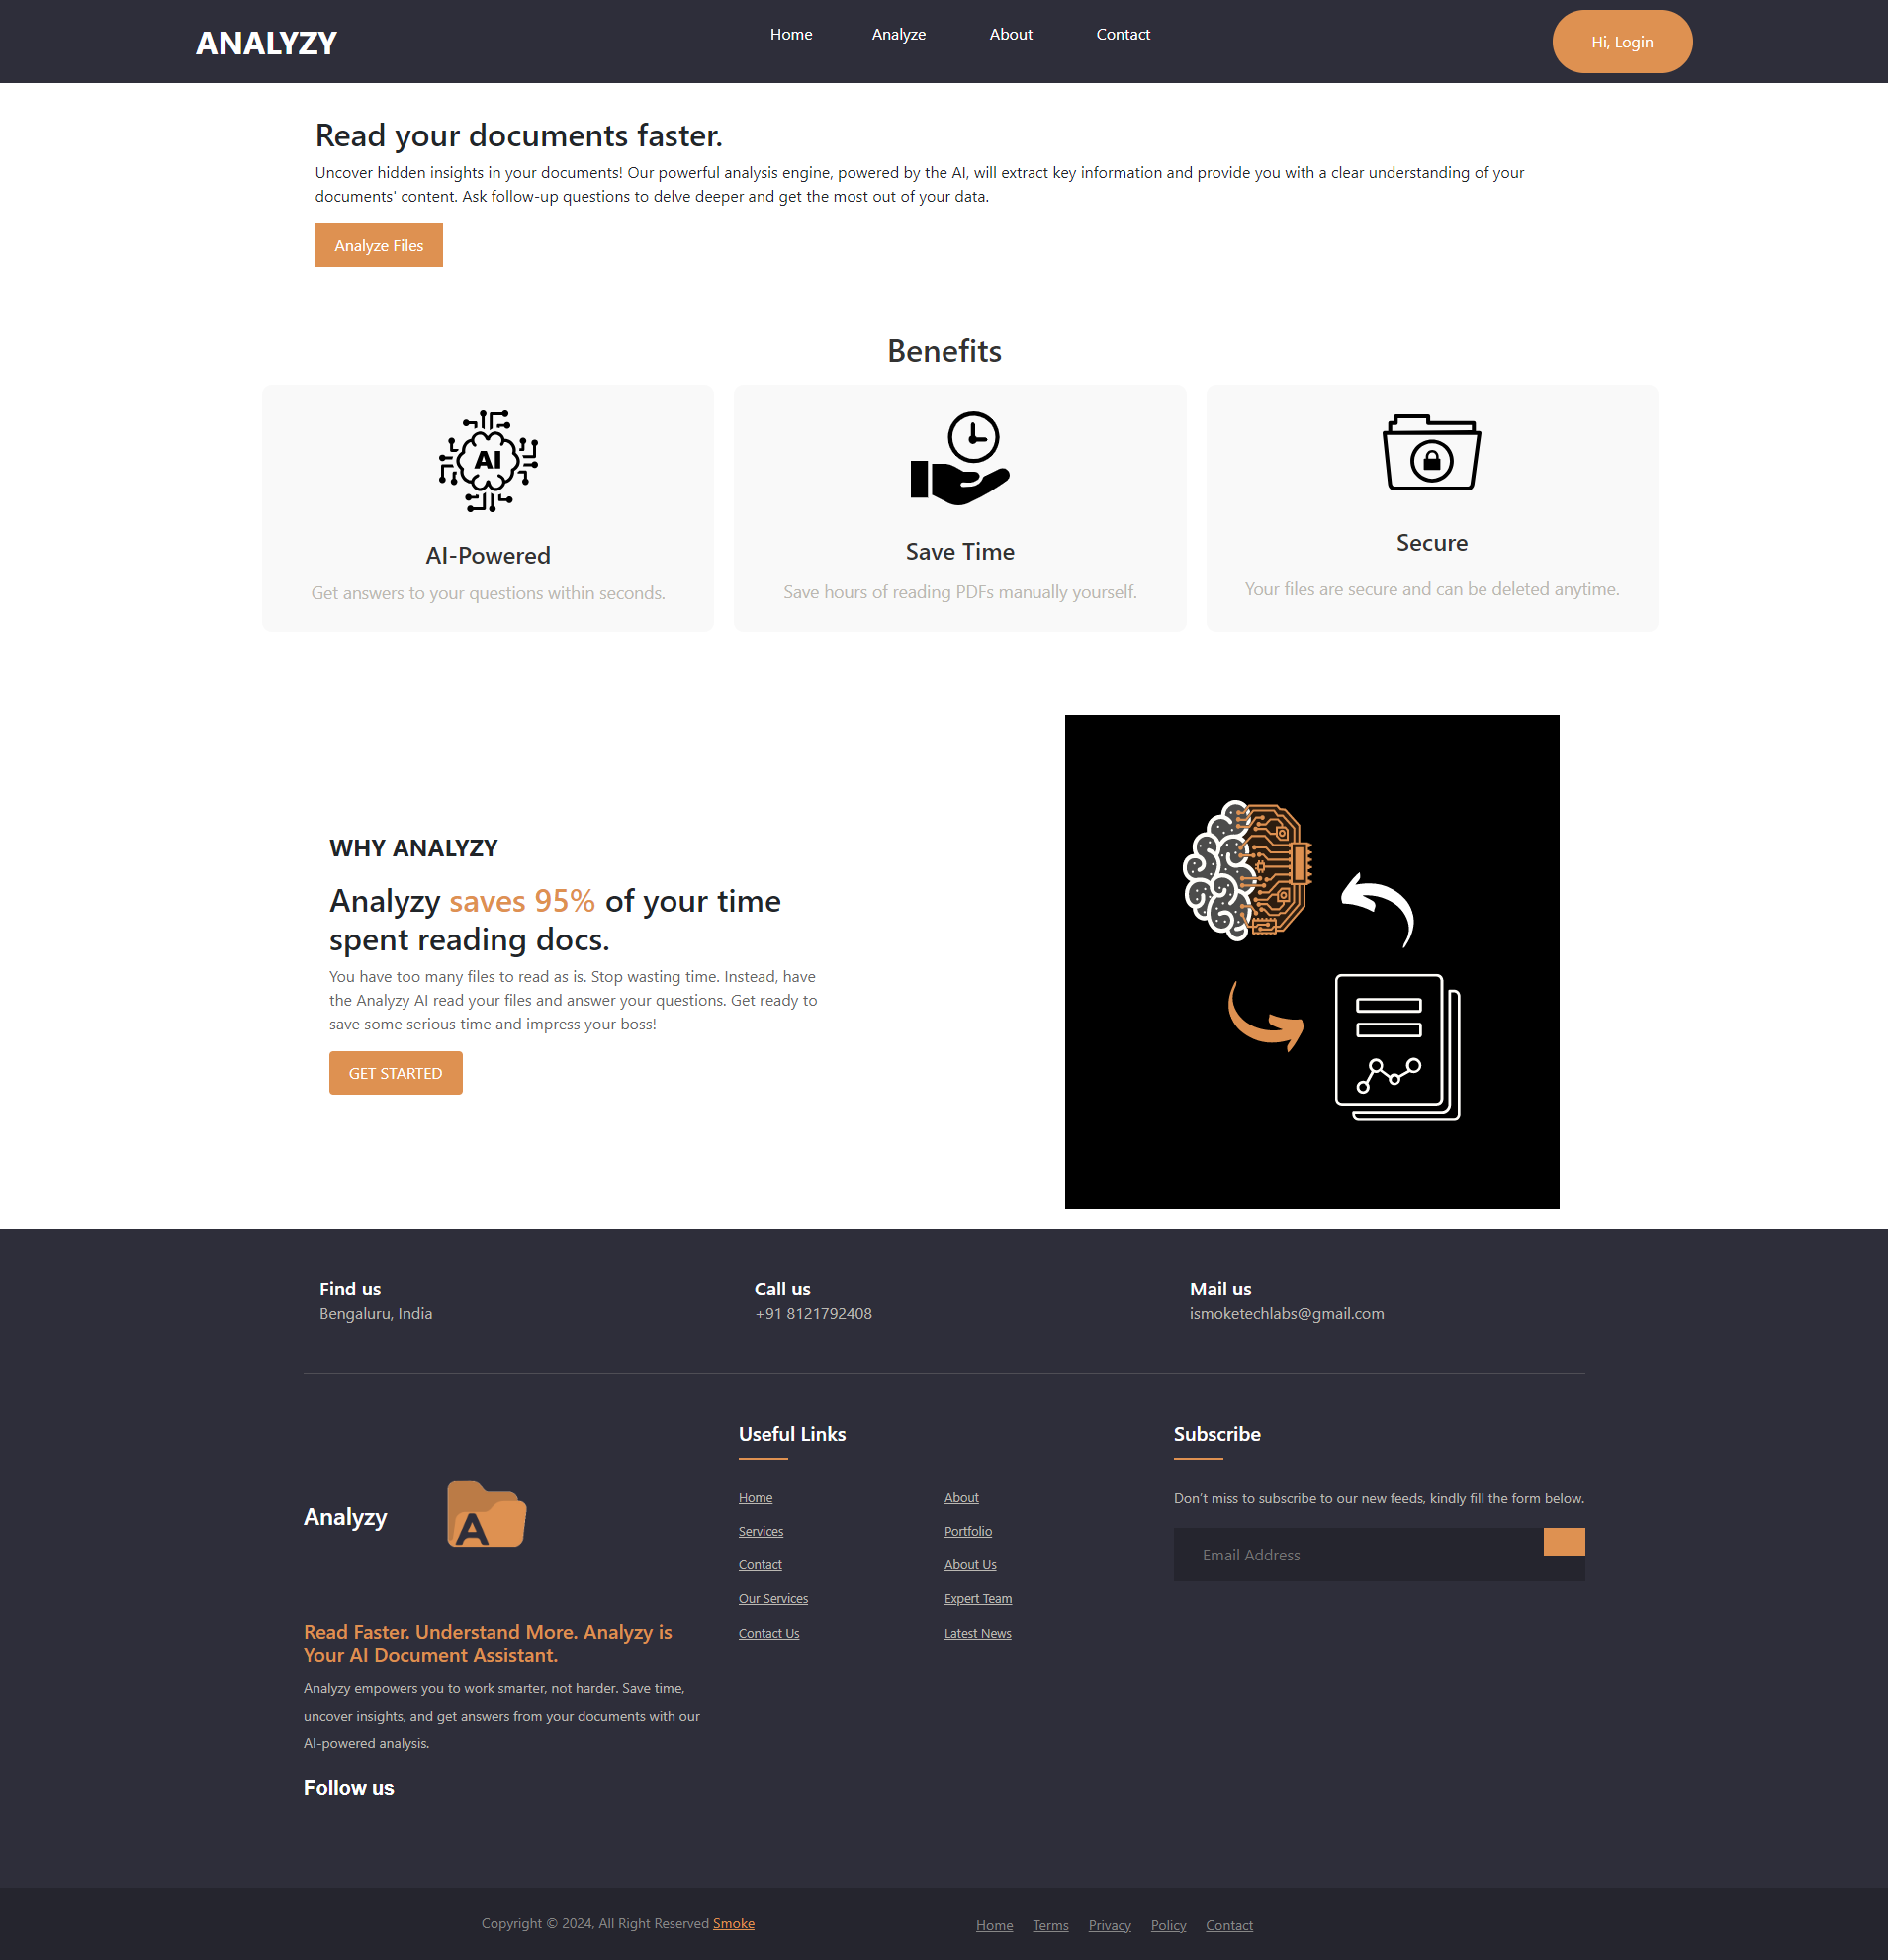 ANALYZY
Home
Analyze
About
Contact
Hi, Login
Read your documents faster.
Uncover hidden insights in your documents! Our powerful analysis engine, powered by the AI, will extract key information and provide you with a clear understanding of your
documents' content. Ask follow-up questions to delve deeper and get the most out of your data.
Analyze Files
Benefits
AI
AI-Powered
Get answers to your questions within seconds.
Save Time
Save hours of reading PDFs manually yourself.
Secure
Your files are secure and can be deleted anytime.
WHY ANALYZY
Analyzy saves 95% of your time
spent reading docs.
You have too many files to read as is. Stop wasting time. Instead, have
the Analyzy AI read your files and answer your questions. Get ready to
save some serious time and impress your boss!
GET STARTED
Find us
Bengaluru, India
Call us
+91 8121792408
Mail us
ismoketechlabs@gmail.com
Analyzy
A
Read Faster. Understand More. Analyzy is
Your AI Document Assistant.
Analyzy empowers you to work smarter, not harder. Save time,
uncover insights, and get answers from your documents with our
AI-powered analysis.
Follow us
Useful Links
Home
About
Services
Portfolio
Contact
About Us
Our Services
Expert Team
Contact Us
Latest News
Subscribe
Don't miss to subscribe to our new feeds, kindly fill the form below.
Email Address
Copyright © 2024, All Right Reserved Smoke
Home
Terms
Privacy
Policy
Contact